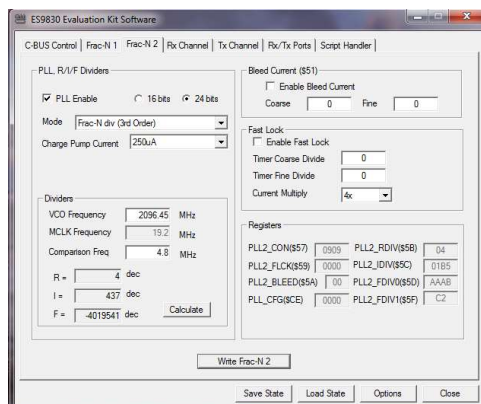 ES9830 Evaluation Kit Software
C-BUS Control Frac-N 1 Frac-N 2 Rx Channel Tx Channel Rx/Tx Ports Script Handler
PLL, R/I/F Dividers
PLL Enable 16 bits 24 bits
Mode Frac-N div (3rd Order)
Charge Pump Current 250uA
Dividers
VCO Frequency 2096.45 MHz
MCLK Frequency 19.2 MHz
Comparison Freq 4.8 MHz
R = 4 dec
I = 437 dec
F = -4019541 dec Calculate
Bleed Current ($51)
Enable Bleed Current
Coarse 0 Fine 0
Fast Lock
Enable Fast Lock
Timer Coarse Divide 0
Timer Fine Divide 0
Current Multiply 4x
Registers
PLL2_CON($57) 0909 PLL2_RDIV($5B) 04
PLL2_FLCK($59) 0000 PLL2_IDIV($5C) 01B5
PLL2_BLEED($5A) 00 PLL2_FDIV0($5D) AAAB
PLL_CFG($CE) 0000 PLL2_FDIV1($5F) C2
Write Frac-N 2
Save State Load State Options Close